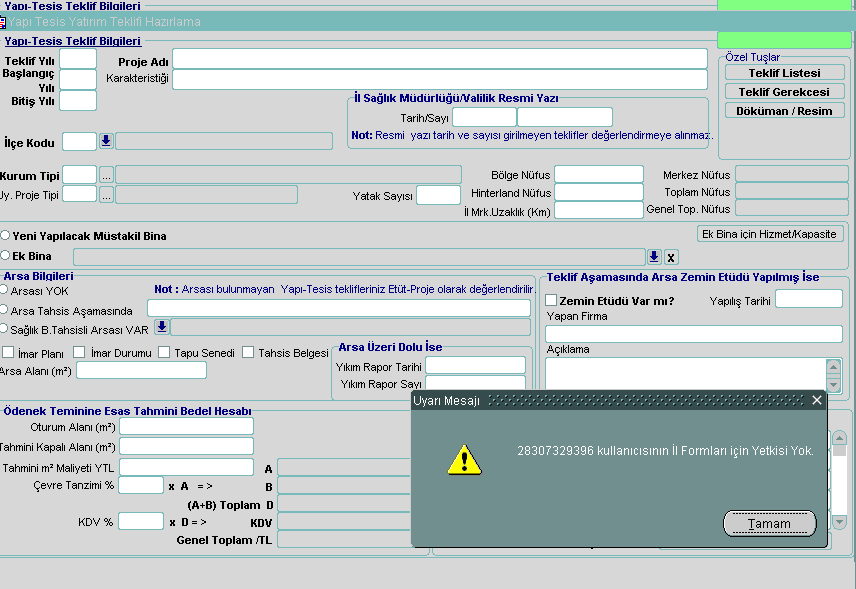 Yapı-Tesis Teklif Bilgileri
Yapı Tesis Yatırım Teklifi Hazırlama
Yapı-Tesis Teklif Bilgileri
Teklif Yılı
Proje Adı
Başlangıç Yılı
Karakteristiği
Bitiş Yılı
Özel Tuşlar
Teklif Listesi
Teklif Gerekcesi
Döküman / Resim
İl Sağlık Müdürlüğü/Valilik Resmi Yazı
Tarih/Sayı
Not: Resmi yazı tarih ve sayısı girilmeyen teklifler değerlendirmeye alınmaz.
İlçe Kodu
Kurum Tipi
...
Uy. Proje Tipi
...
Yatak Sayısı
Bölge Nüfus
Hinterland Nüfus
İl Mrk.Uzaklık (Km)
Merkez Nüfus
Toplam Nüfus
Genel Top. Nüfus
Yeni Yapılacak Müstakil Bina
Ek Bina için Hizmet/Kapasite
Ek Bina
x
Arsa Bilgileri
Arsası YOK
Not : Arsası bulunmayan Yapı-Tesis teklifleriniz Etüt-Proje olarak değerlendirilir.
Arsa Tahsis Aşamasında
Sağlık B.Tahsisli Arsası VAR
İmar Planı
İmar Durumu
Tapu Senedi
Tahsis Belgesi
Arsa Alanı (m²)
Arsa Üzeri Dolu İse
Yıkım Rapor Tarihi
Yıkım Rapor Sayı
Teklif Aşamasında Arsa Zemin Etüdü Yapılmış İse
Zemin Etüdü Var mı?
Yapılış Tarihi
Yapan Firma
Açıklama
Ödenek Teminine Esas Tahmini Bedel Hesabı
Oturum Alanı (m²)
Tahmini Kapalı Alanı (m²)
Tahmini m² Maliyeti YTL
A
Çevre Tanzimi %
x A =>
B
(A+B) Toplam D
KDV %
x D =>
KDV
Genel Toplam /TL
Uyarı Mesajı
28307329396 kullanıcısının İl Formları için Yetkisi Yok.
Tamam